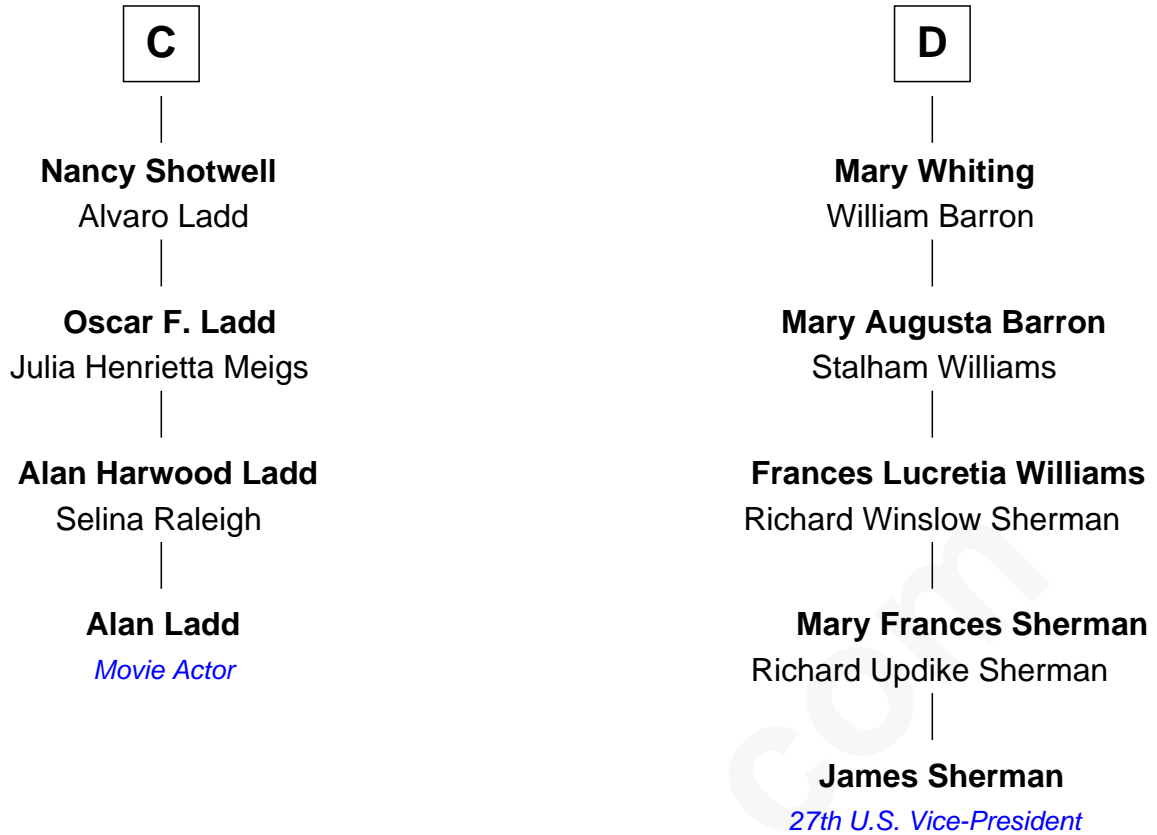 C
Nancy Shotwell
Alvaro Ladd
Oscar F. Ladd
Julia Henrietta Meigs
Alan Harwood Ladd
Selina Raleigh
Alan Ladd
Movie Actor
D
Mary Whiting
William Barron
Mary Augusta Barron
Stalham Williams
Frances Lucretia Williams
Richard Winslow Sherman
Mary Frances Sherman
Richard Updike Sherman
James Sherman
27th U.S. Vice-President
com